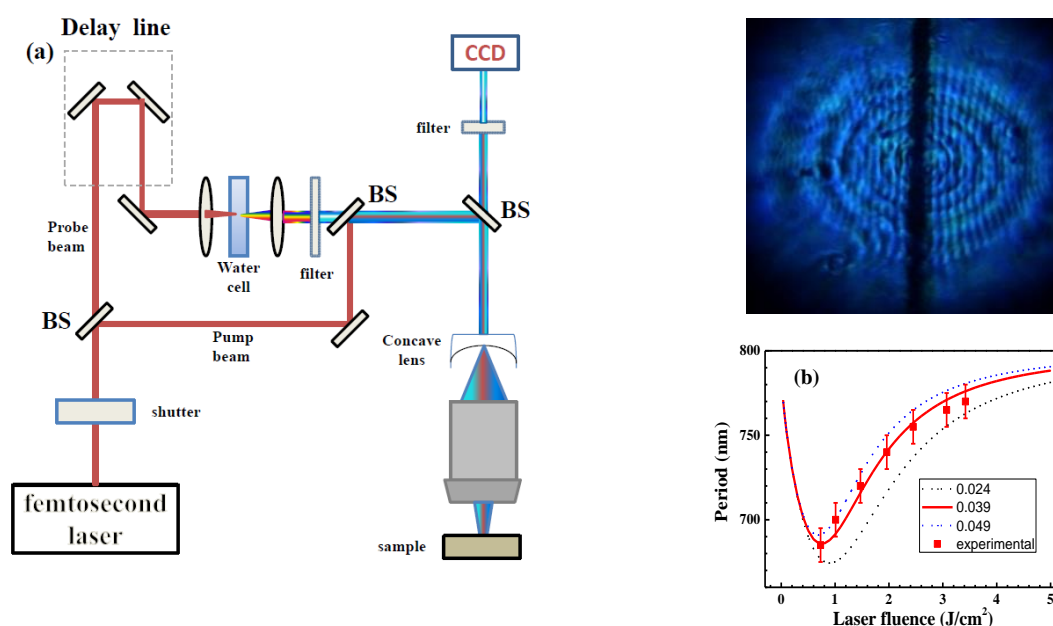 Delay line
(a)
CCD
filter
BS
BS
Probe
beam
Water
cell
filter
BS
Pump
beam
Concave
lens
shutter
femtosecond
laser
sample
800
(b)
750
700
Period (nm)
0.024
0.039
0.049
experimental
0 1 2 3 4 5
Laser fluence (J/cm²)